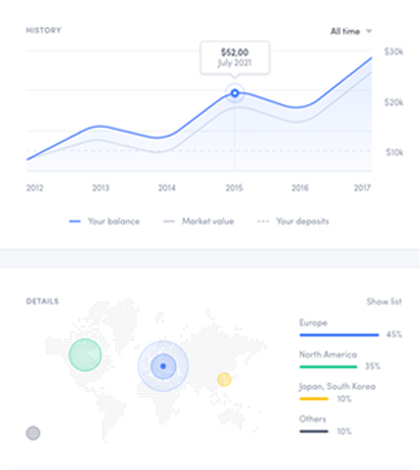 HISTORY
All time
$52,00
July 2021
$30k
$20k
$10k
2012 2013 2014 2015 2016 2017
Your balance Market value Your deposits
DETAILS
Show list
Europe
45%
North America
35%
Japan, South Korea
10%
Others
10%